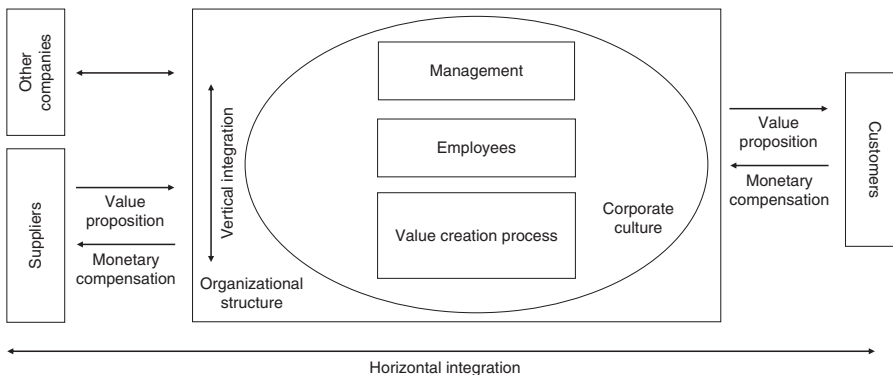 Other
companies
Suppliers
Value
proposition
Monetary
compensation
Vertical integration
Organizational
structure
Management
Employees
Value creation process
Corporate
culture
Value
proposition
Monetary
compensation
Customers
Horizontal integration